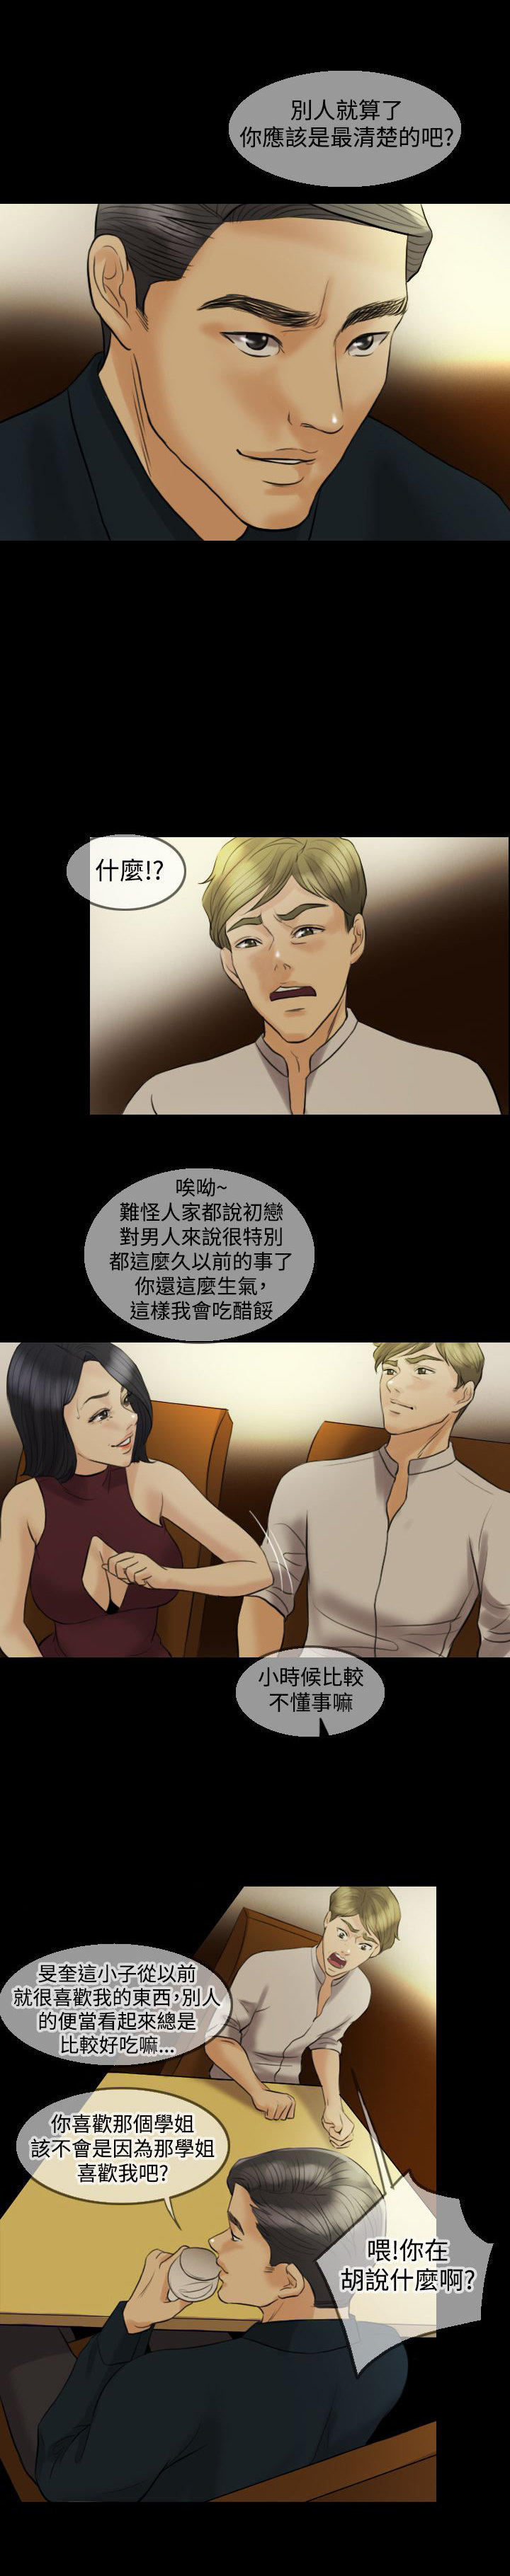 別人就算了
你應該是最清楚的吧?
什麼!?
唉呦~
難怪人家都說初戀
對男人來說很特別
都這麼久以前的事了
你還這麼生氣,
這樣我會吃醋餒
小時候比較
不懂事嘛
旻奎這小子從以前
就很喜歡我的東西,別人
的便當看起來總是
比較好吃嘛...
你喜歡那個學姐
該不會是因為那學姐
喜歡我吧?
喂!你在
胡說什麼啊?